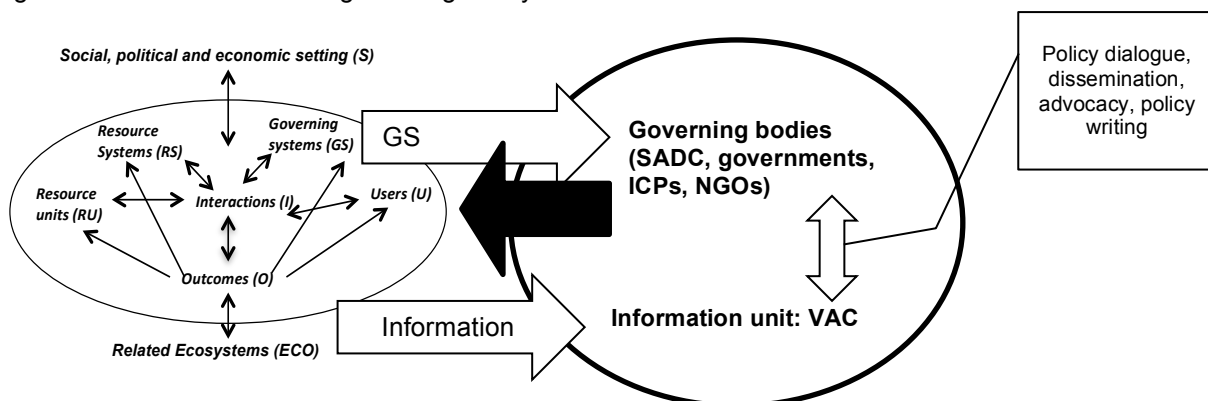 Social, political and economic setting (S)
Resource
Systems (RS)
Governing
systems (GS)
Resource
units (RU)
Interactions (I)
Users (U)
Outcomes (O)
Related Ecosystems (ECO)
GS
Information
Governing bodies
(SADC, governments,
ICPs, NGOs)
Information unit: VAC
Policy dialogue,
dissemination,
advocacy, policy
writing